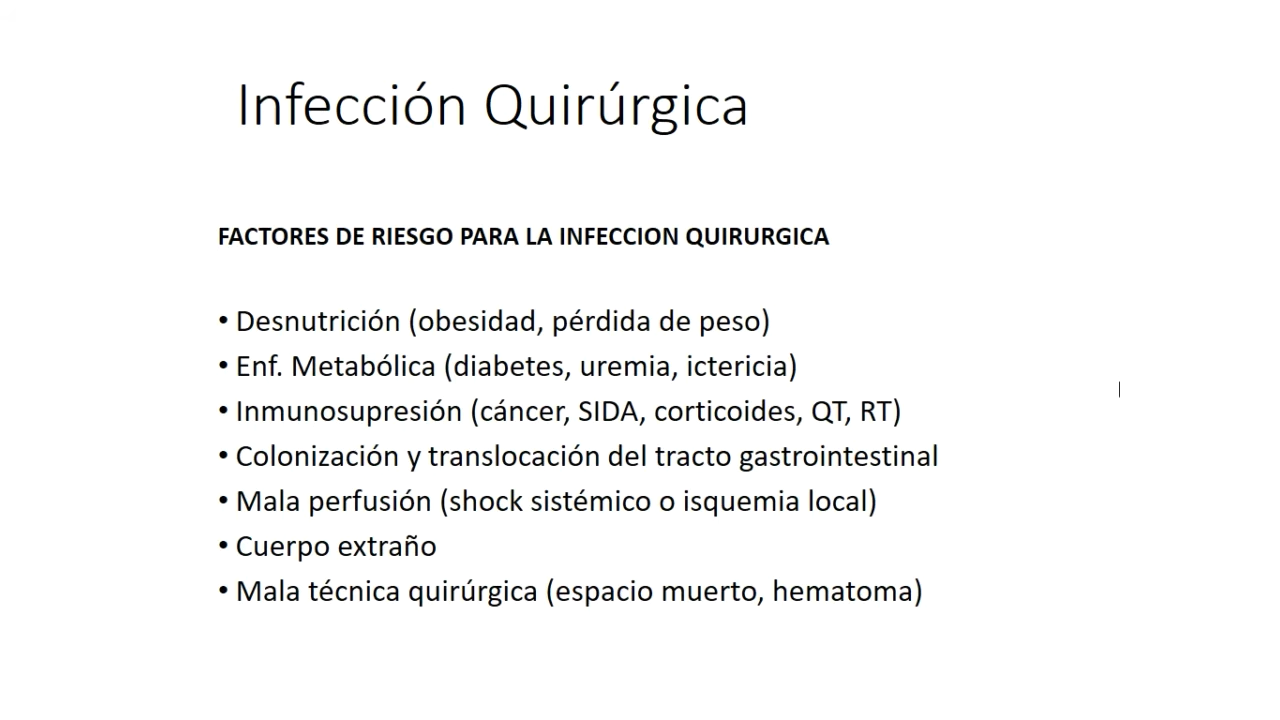 Infección Quirúrgica
FACTORES DE RIESGO PARA LA INFECCION QUIRURGICA
• Desnutrición (obesidad, pérdida de peso)
• Enf. Metabólica (diabetes, uremia, ictericia)
• Inmunosupresión (cáncer, SIDA, corticoides, QT, RT)
• Colonización y translocación del tracto gastrointestinal
• Mala perfusión (shock sistémico o isquemia local)
• Cuerpo extraño
• Mala técnica quirúrgica (espacio muerto, hematoma)